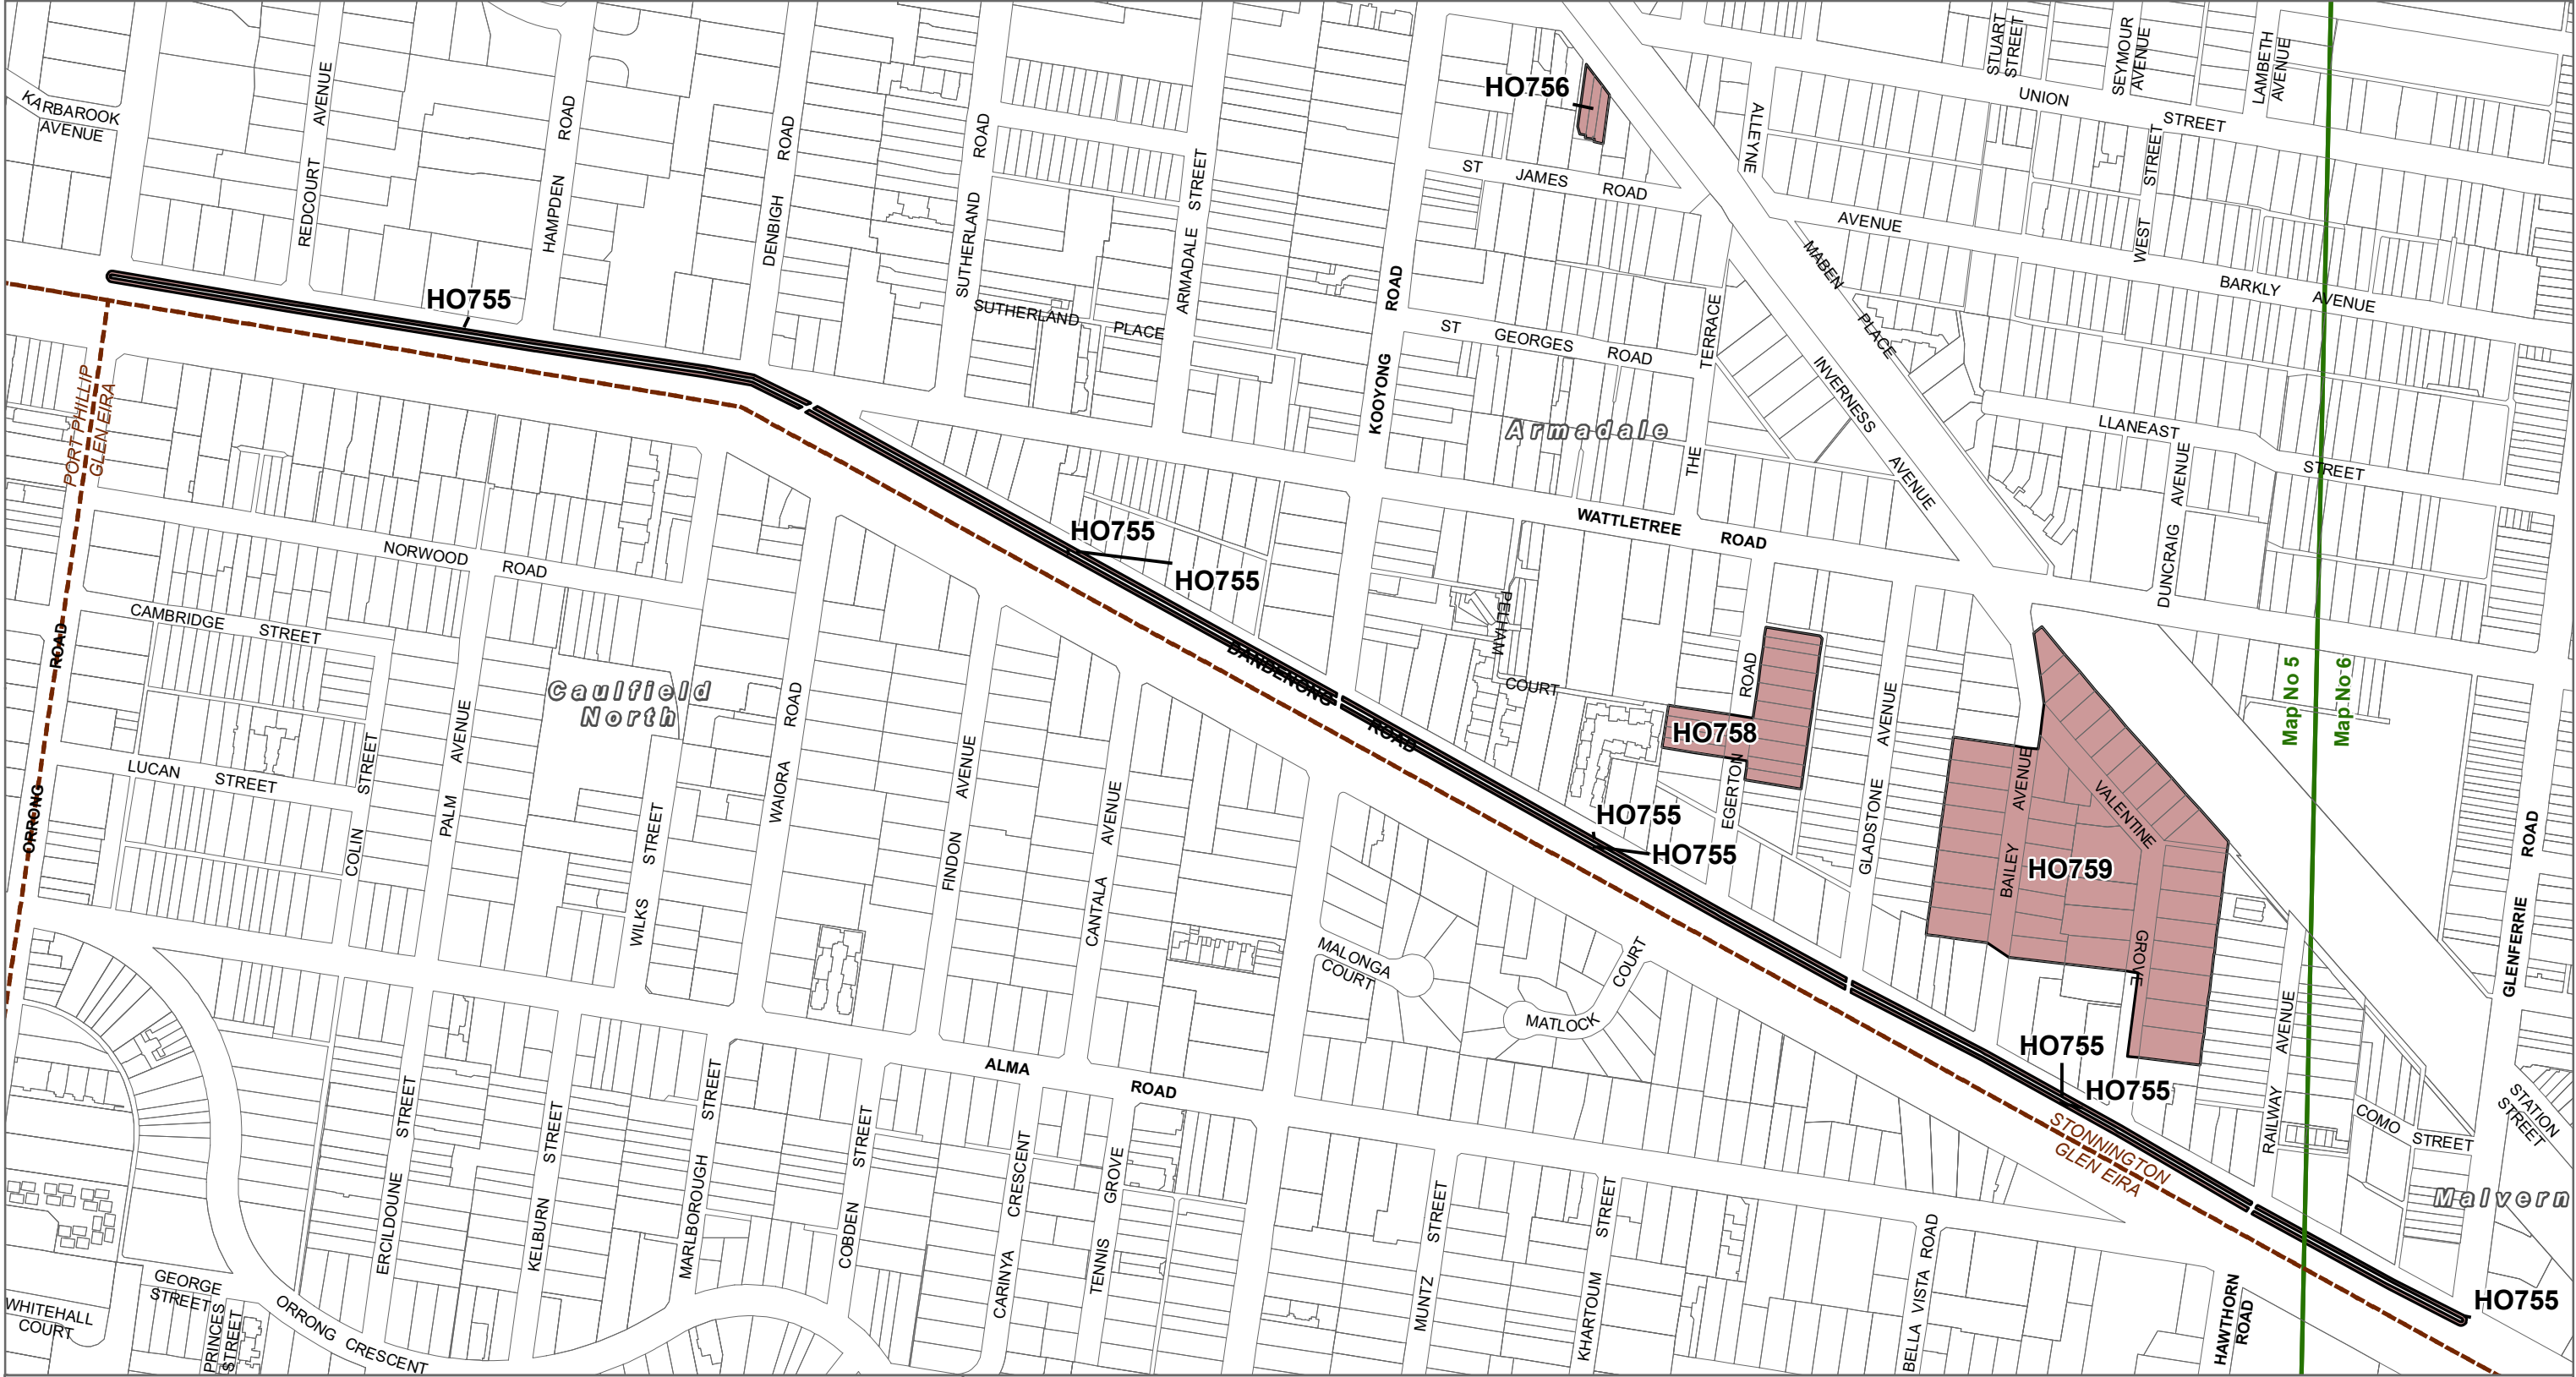 STUART
STREET
SEYMOUR
AVENUE
LAMBETH
AVENUE
KARBAROOK
AVENUE
REDCOURT AVENUE
HAMPDEN ROAD
DENBIGH ROAD
SUTHERLAND ROAD
ARMADALE STREET
HO756
ALLEYNE
UNION STREET
ST JAMES ROAD
AVENUE
WEST STREET
MABEN PLACE
BARKLY AVENUE
HO755
SUTHERLAND PLACE
KOOYONG ROAD
ST GEORGES ROAD
THE TERRACE
INVERNESS AVENUE
PORT PHILLIP
GLEN EIRA
Armadale
LLANEAST STREET
DUNCRAIG AVENUE
WATTLETREE ROAD
HO755
HO755
NORWOOD ROAD
CAMBRIDGE STREET
PELHAM COURT
DANDENONG ROAD
Caulfield
North
ORRONG ROAD
LUCAN STREET
COLIN STREET
PALM AVENUE
WILKS STREET
WAIORA ROAD
FINDON AVENUE
CANTALA AVENUE
HO758
EGERTON ROAD
GLADSTONE AVENUE
BAILEY AVENUE
VALENTINE GROVE
HO759
Map No 5
Map No 6
HO755
HO755
GLENFERRIE ROAD
MALONGA
COURT
MATLOCK COURT
RAILWAY AVENUE
HO755
HO755
STONNINGTON
GLEN EIRA
COMO STREET
STATION
STREET
Malvern
ALMA ROAD
ERCILDOUNE STREET
KELBURN STREET
MARLBOROUGH STREET
COBDEN STREET
CARINYA CRESCENT
TENNIS GROVE
MUNTZ STREET
KHARTOUM STREET
BELLA VISTA ROAD
HAWTHORN
ROAD
HO755
GEORGE
STREET
WHITEHALL
COURT
PRINCES
STREET
ORRONG CRESCENT